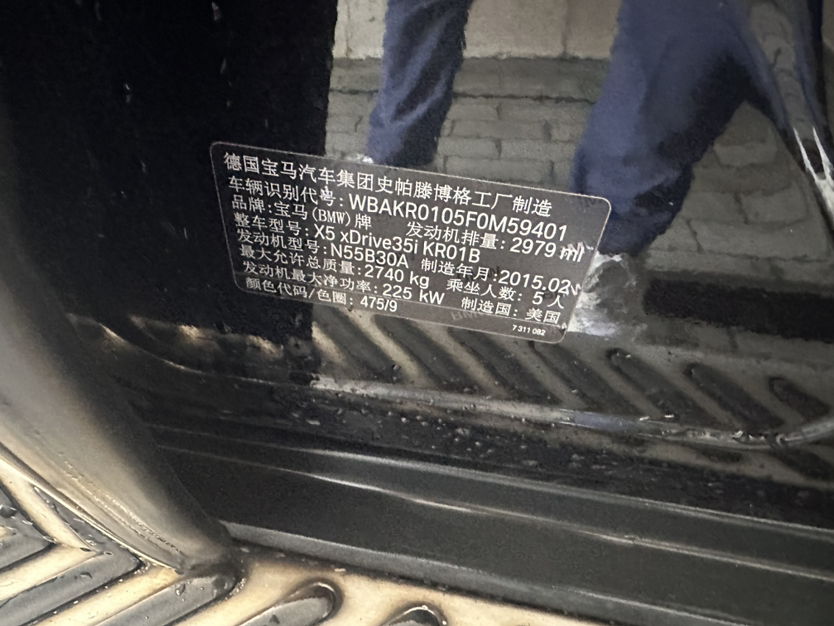 德国宝马汽车集团史帕滕博格工厂制造
车辆识别代号: WBAKR0105F0M59401
品牌: 宝马(BMW)牌 发动机排量: 2979 ml
整车型号: X5 xDrive35i KR01B
发动机型号: N55B30A 制造年月: 2015.02
最大允许总质量: 2740 kg 乘坐人数: 5 人
发动机最大净功率: 225 kW 制造国: 美国
颜色代码/色圈: 475/9
7 311 082